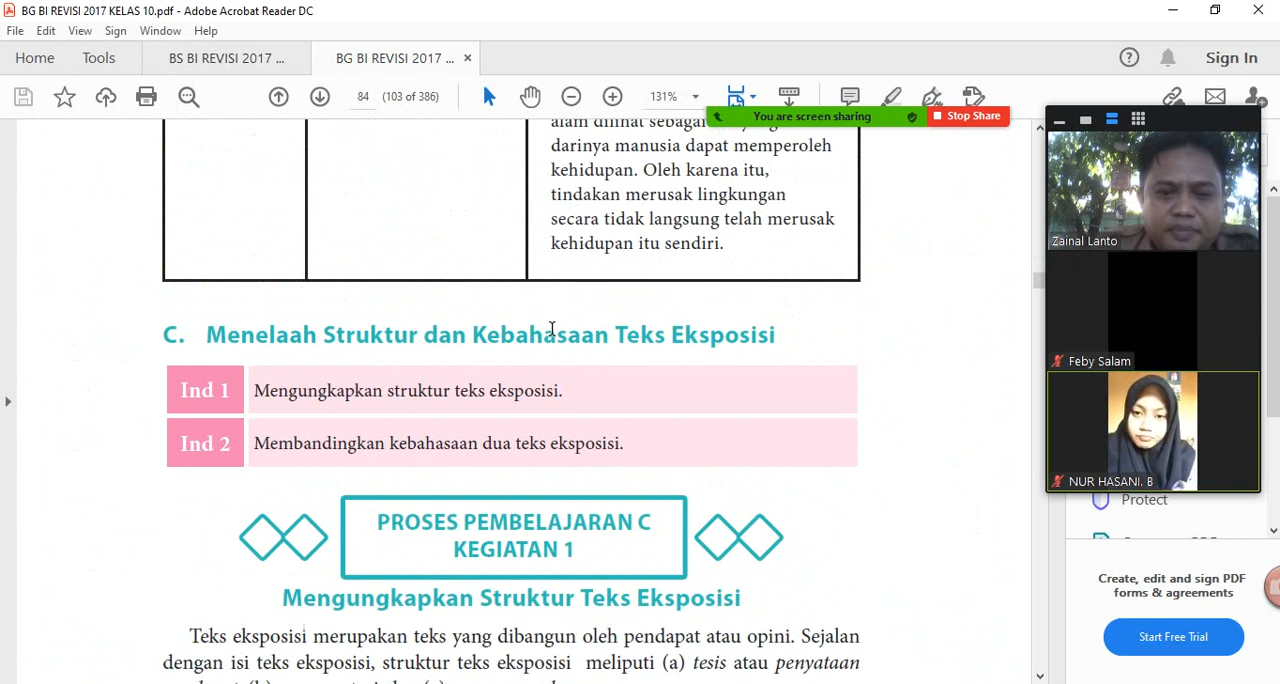 BG BI REVISI 2017 KELAS 10.pdf - Adobe Acrobat Reader DC
File Edit View Sign Window Help
Home Tools BS BI REVISI 2017 ... BG BI REVISI 2017 ... Sign In
84 (103 of 386) 131%
You are screen sharing Stop Share
alam dilihat sebagai
darinya manusia dapat memperoleh
kehidupan. Oleh karena itu,
tindakan merusak lingkungan
secara tidak langsung telah merusak
kehidupan itu sendiri.
C. Menelaah Struktur dan Kebahasaan Teks Eksposisi
Ind 1 Mengungkapkan struktur teks eksposisi.
Ind 2 Membandingkan kebahasaan dua teks eksposisi.
PROSES PEMBELAJARAN C
KEGIATAN 1
Mengungkapkan Struktur Teks Eksposisi
Teks eksposisi merupakan teks yang dibangun oleh pendapat atau opini. Sejalan
dengan isi teks eksposisi, struktur teks eksposisi meliputi (a) tesis atau penyataan
Zainal Lanto
Feby Salam
NUR HASANI. B
Protect
Create, edit and sign PDF
forms & agreements
Start Free Trial